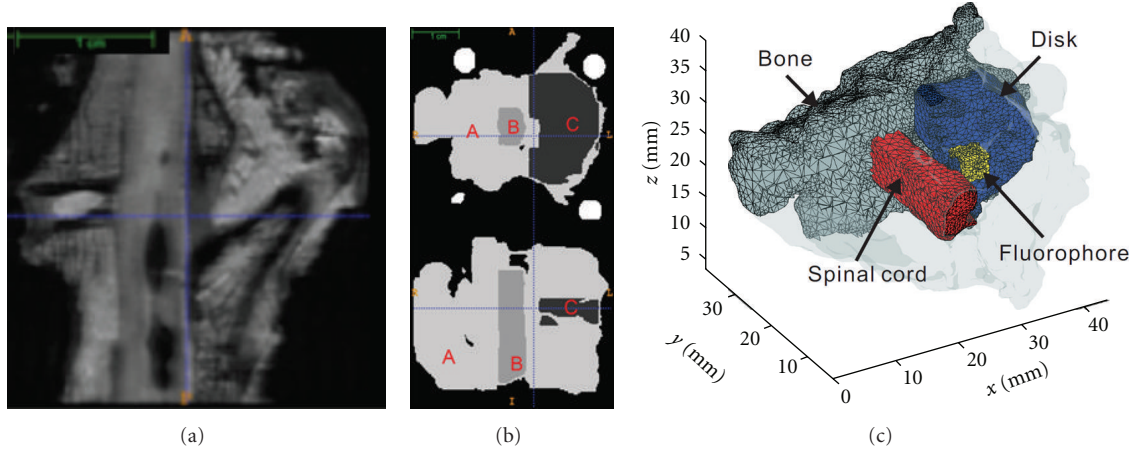 1 cm
A
1 cm
A
A
B
C
L
L
A
B
C
I
(a)
(b)
40
35
30
25
20
15
10
5
z (mm)
Bone
Disk
Fluorophore
Spinal cord
30
20
10
y (mm)
0
10
20
30
40
x (mm)
(c)